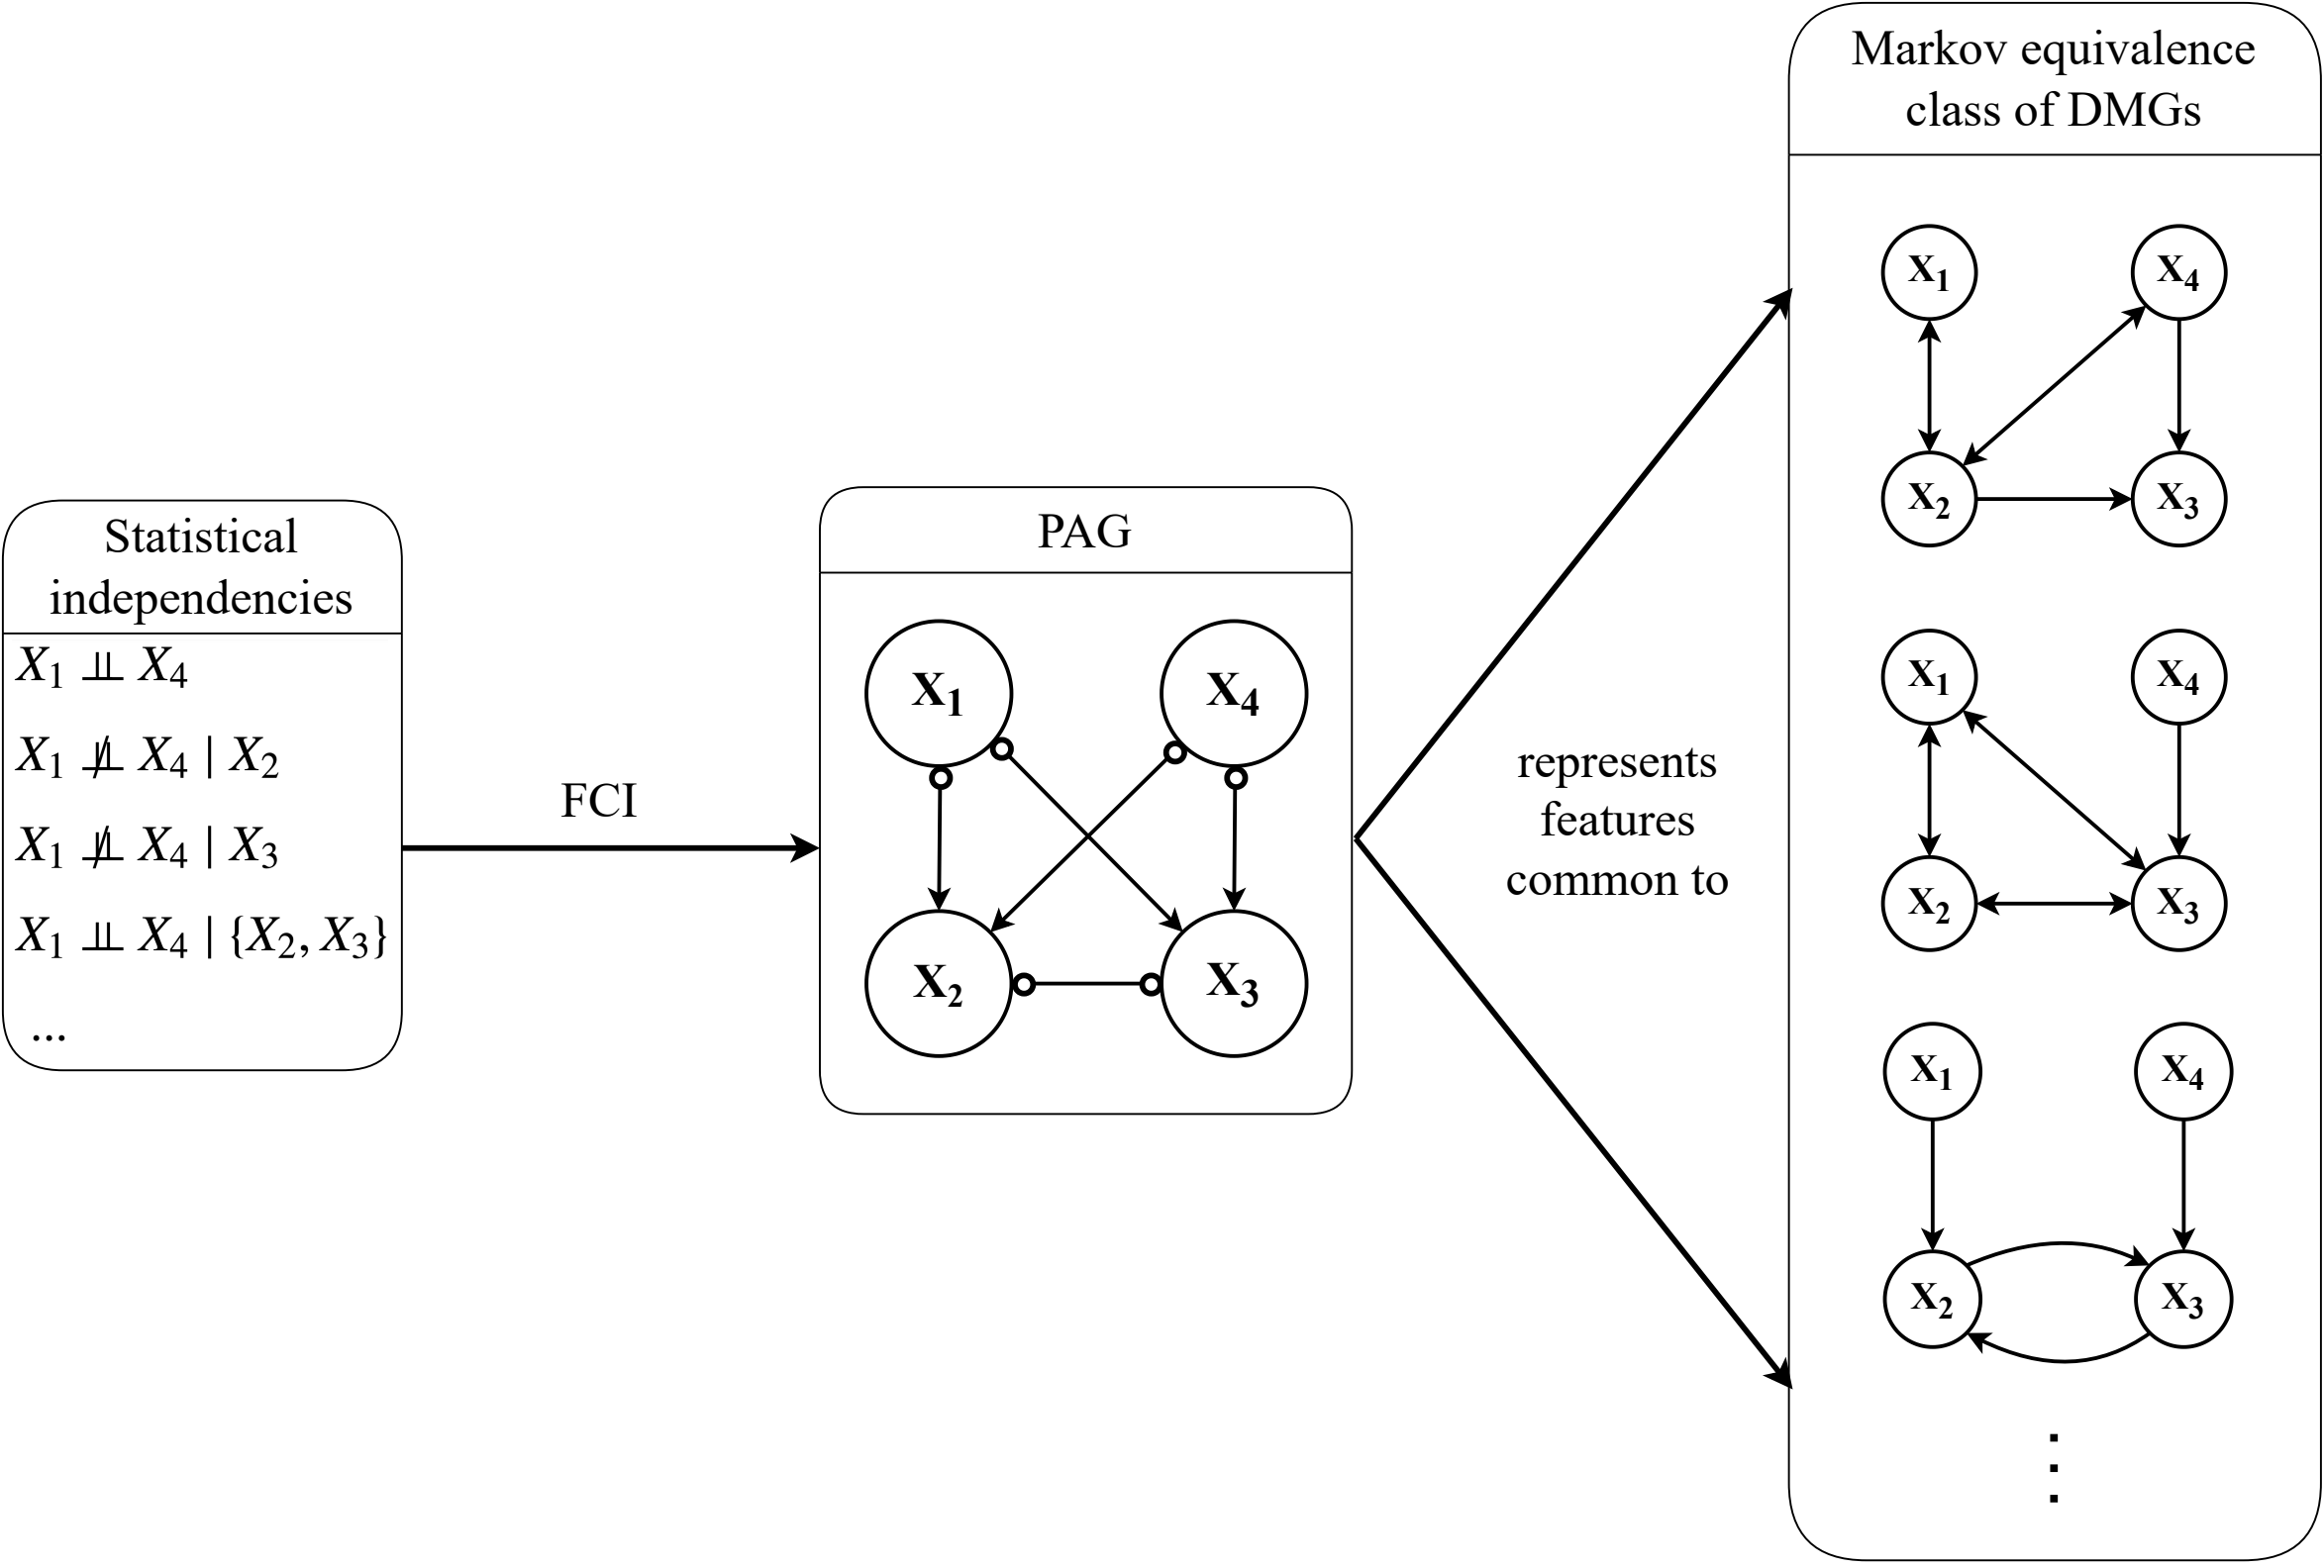 Statistical
independencies
X₁ ⫫ X₄
X₁ ⫫̸ X₄ | X₂
X₁ ⫫̸ X₄ | X₃
X₁ ⫫ X₄ | {X₂, X₃}
...
FCI
PAG
X₁ X₄
X₂ X₃
represents
features
common to
Markov equivalence
class of DMGs
X₁ X₄
X₂ X₃
X₁ X₄
X₂ X₃
X₁ X₄
X₂ X₃
⋮